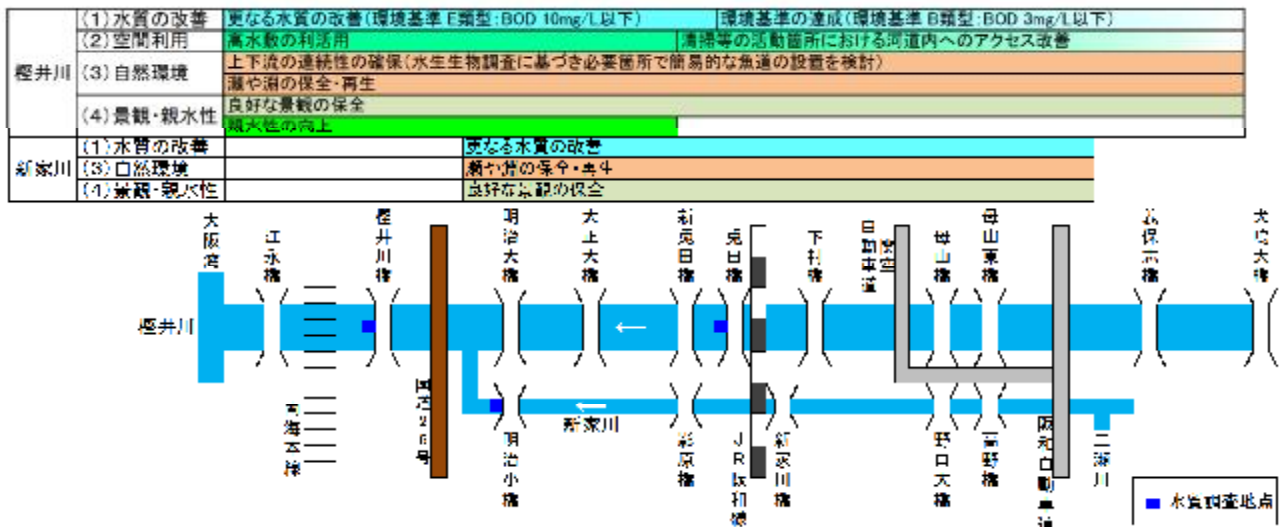 樫井川
(1)水質の改善
更なる水質の改善(環境基準 E類型:BOD 10mg/L以下)
環境基準の達成(環境基準 B類型:BOD 3mg/L以下)
(2)空間利用
高水敷の利活用
清掃等の活動箇所における河道内へのアクセス改善
(3)自然環境
上下流の連続性の確保(水生生物調査に基づき必要箇所で簡易的な魚道の設置を検討)
瀬や淵の保全・再生
(4)景観・親水性
良好な景観の保全
親水性の向上
新家川
(1)水質の改善
更なる水質の改善
(3)自然環境
瀬や淵の保全・再生
(4)景観・親水性
良好な景観の保全
大阪湾
江永橋
樫井川橋
明治大橋
大上大橋
新兎田橋
兎田橋
下村橋
関空自動車道
母山橋
母山東橋
樫井川
国道26号
南海本線
新家川
明治小橋
JR阪和線
新家川橋
野口大橋
高野橋
阪和自動車道
二瀬川
水質調査地点